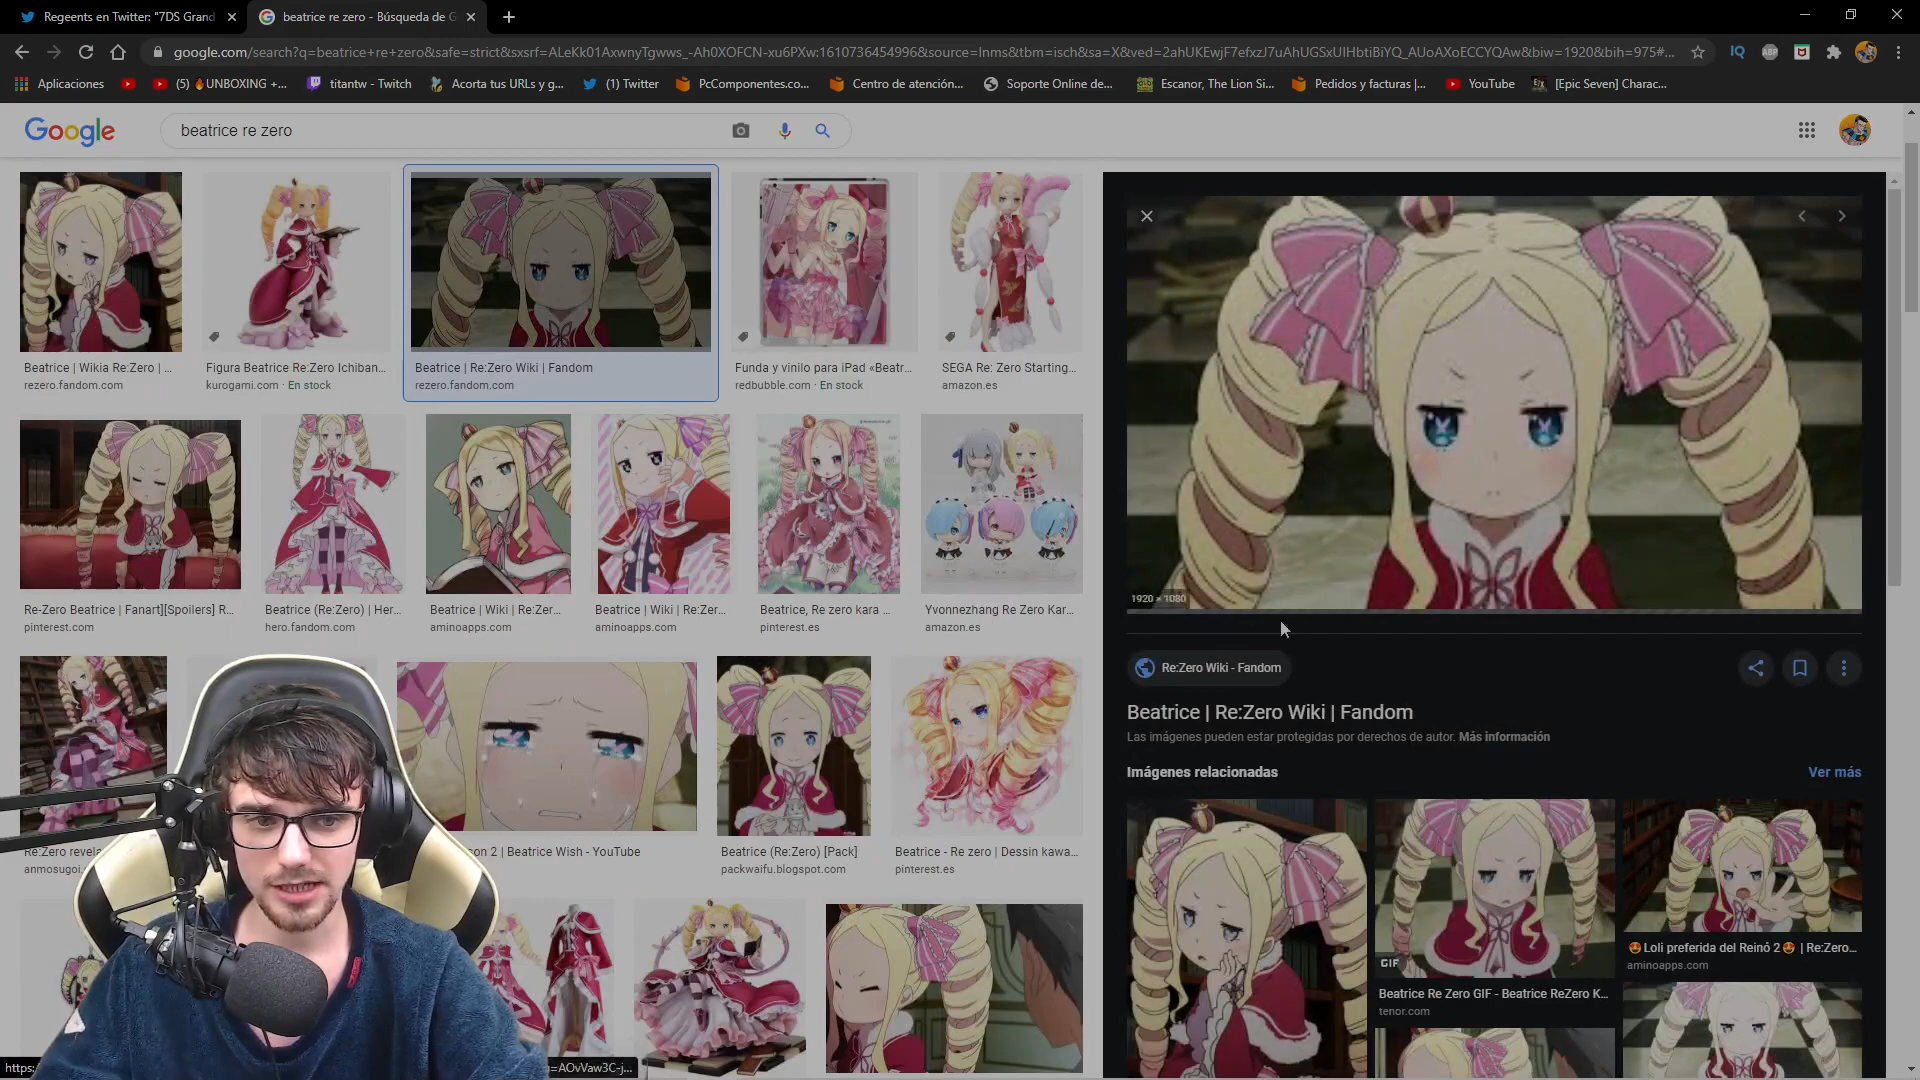 Regeents en Twitter: "7DS Grand
beatrice re zero - Búsqueda de G
google.com/search?q=beatrice+re+zero&safe=strict&sxsrf=ALeKk01AxwnyTgwws_-Ah0XOFCN-xu6PXw:1610736454996&source=lnms&tbm=isch&sa=X&ved=2ahUKEwjF7efxzJ7uAhUGSxUIHbtiBiYQ_AUoAXoECCYQAw&biw=1920&bih=975#...
Aplicaciones
(5) 🔥UNBOXING +...
titantw - Twitch
Acorta tus URLs y g...
(1) Twitter
PcComponentes.co...
Centro de atención...
Soporte Online de...
Escanor, The Lion Si...
Pedidos y facturas |...
YouTube
[Epic Seven] Charac...
Google
beatrice re zero
Beatrice | Wikia Re:Zero | ...
rezero.fandom.com
Figura Beatrice Re:Zero Ichiban...
kurogami.com · En stock
Beatrice | Re:Zero Wiki | Fandom
rezero.fandom.com
Funda y vinilo para iPad «Beatr...
redbubble.com · En stock
SEGA Re: Zero Starting...
amazon.es
Re-Zero Beatrice | Fanart][Spoilers] R...
pinterest.com
Beatrice (Re:Zero) | Her...
hero.fandom.com
Beatrice | Wiki | Re:Zer...
aminoapps.com
Beatrice | Wiki | Re:Zer...
aminoapps.com
Beatrice, Re zero kara ...
pinterest.es
Yvonnezhang Re Zero Kar...
amazon.es
Re:Zero revela
anmosugoi.
son 2 | Beatrice Wish - YouTube
Beatrice (Re:Zero) [Pack]
packwaifu.blogspot.com
Beatrice - Re zero | Dessin kawa...
pinterest.es
https:
=AOvVaw3C-j...
1920 × 1080
Re:Zero Wiki - Fandom
Beatrice | Re:Zero Wiki | Fandom
Las imágenes pueden estar protegidas por derechos de autor. Más información
Imágenes relacionadas
Ver más
GIF
Beatrice Re Zero GIF - Beatrice ReZero K...
tenor.com
😍Loli preferida del Reinó 2😍 | Re:Zero...
aminoapps.com